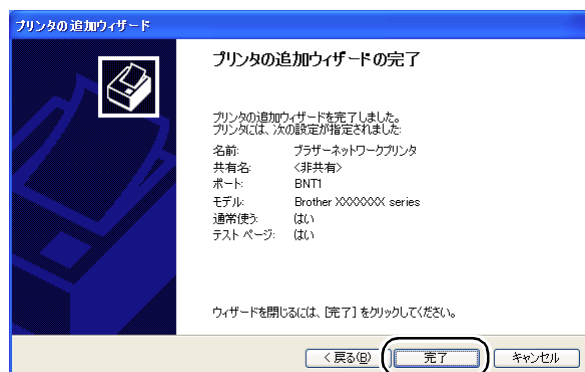 プリンタの追加ウィザード
プリンタの追加ウィザードの完了
プリンタの追加ウィザードを完了しました。
プリンタには、次の設定が指定されました:
名前: ブラザーネットワークプリンタ
共有名: <非共有>
ポート: BNT1
モデル: Brother XXXXXXX series
通常使う: はい
テスト ページ: はい
ウィザードを閉じるには、[完了] をクリックしてください。
< 戻る(B) 完了 キャンセル